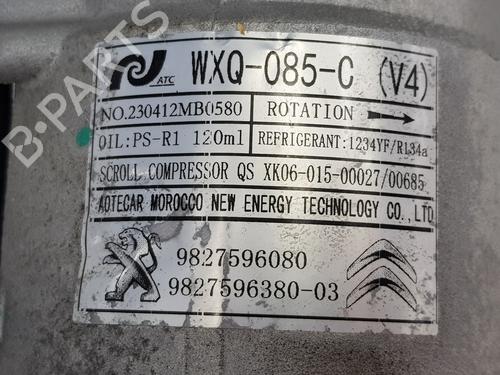 ATC WXQ-085-C (V4)
NO.230412MB0580 ROTATION
OIL:PS-R1 120ml REFRIGERANT:1234YF/R134a
SCROLL COMPRESSOR QS XK06-015-00027/00685
AOTECAR MOROCCO NEW ENERGY TECHNOLOGY CO.,LTD
9827596080
9827596380-03
B-PARTS